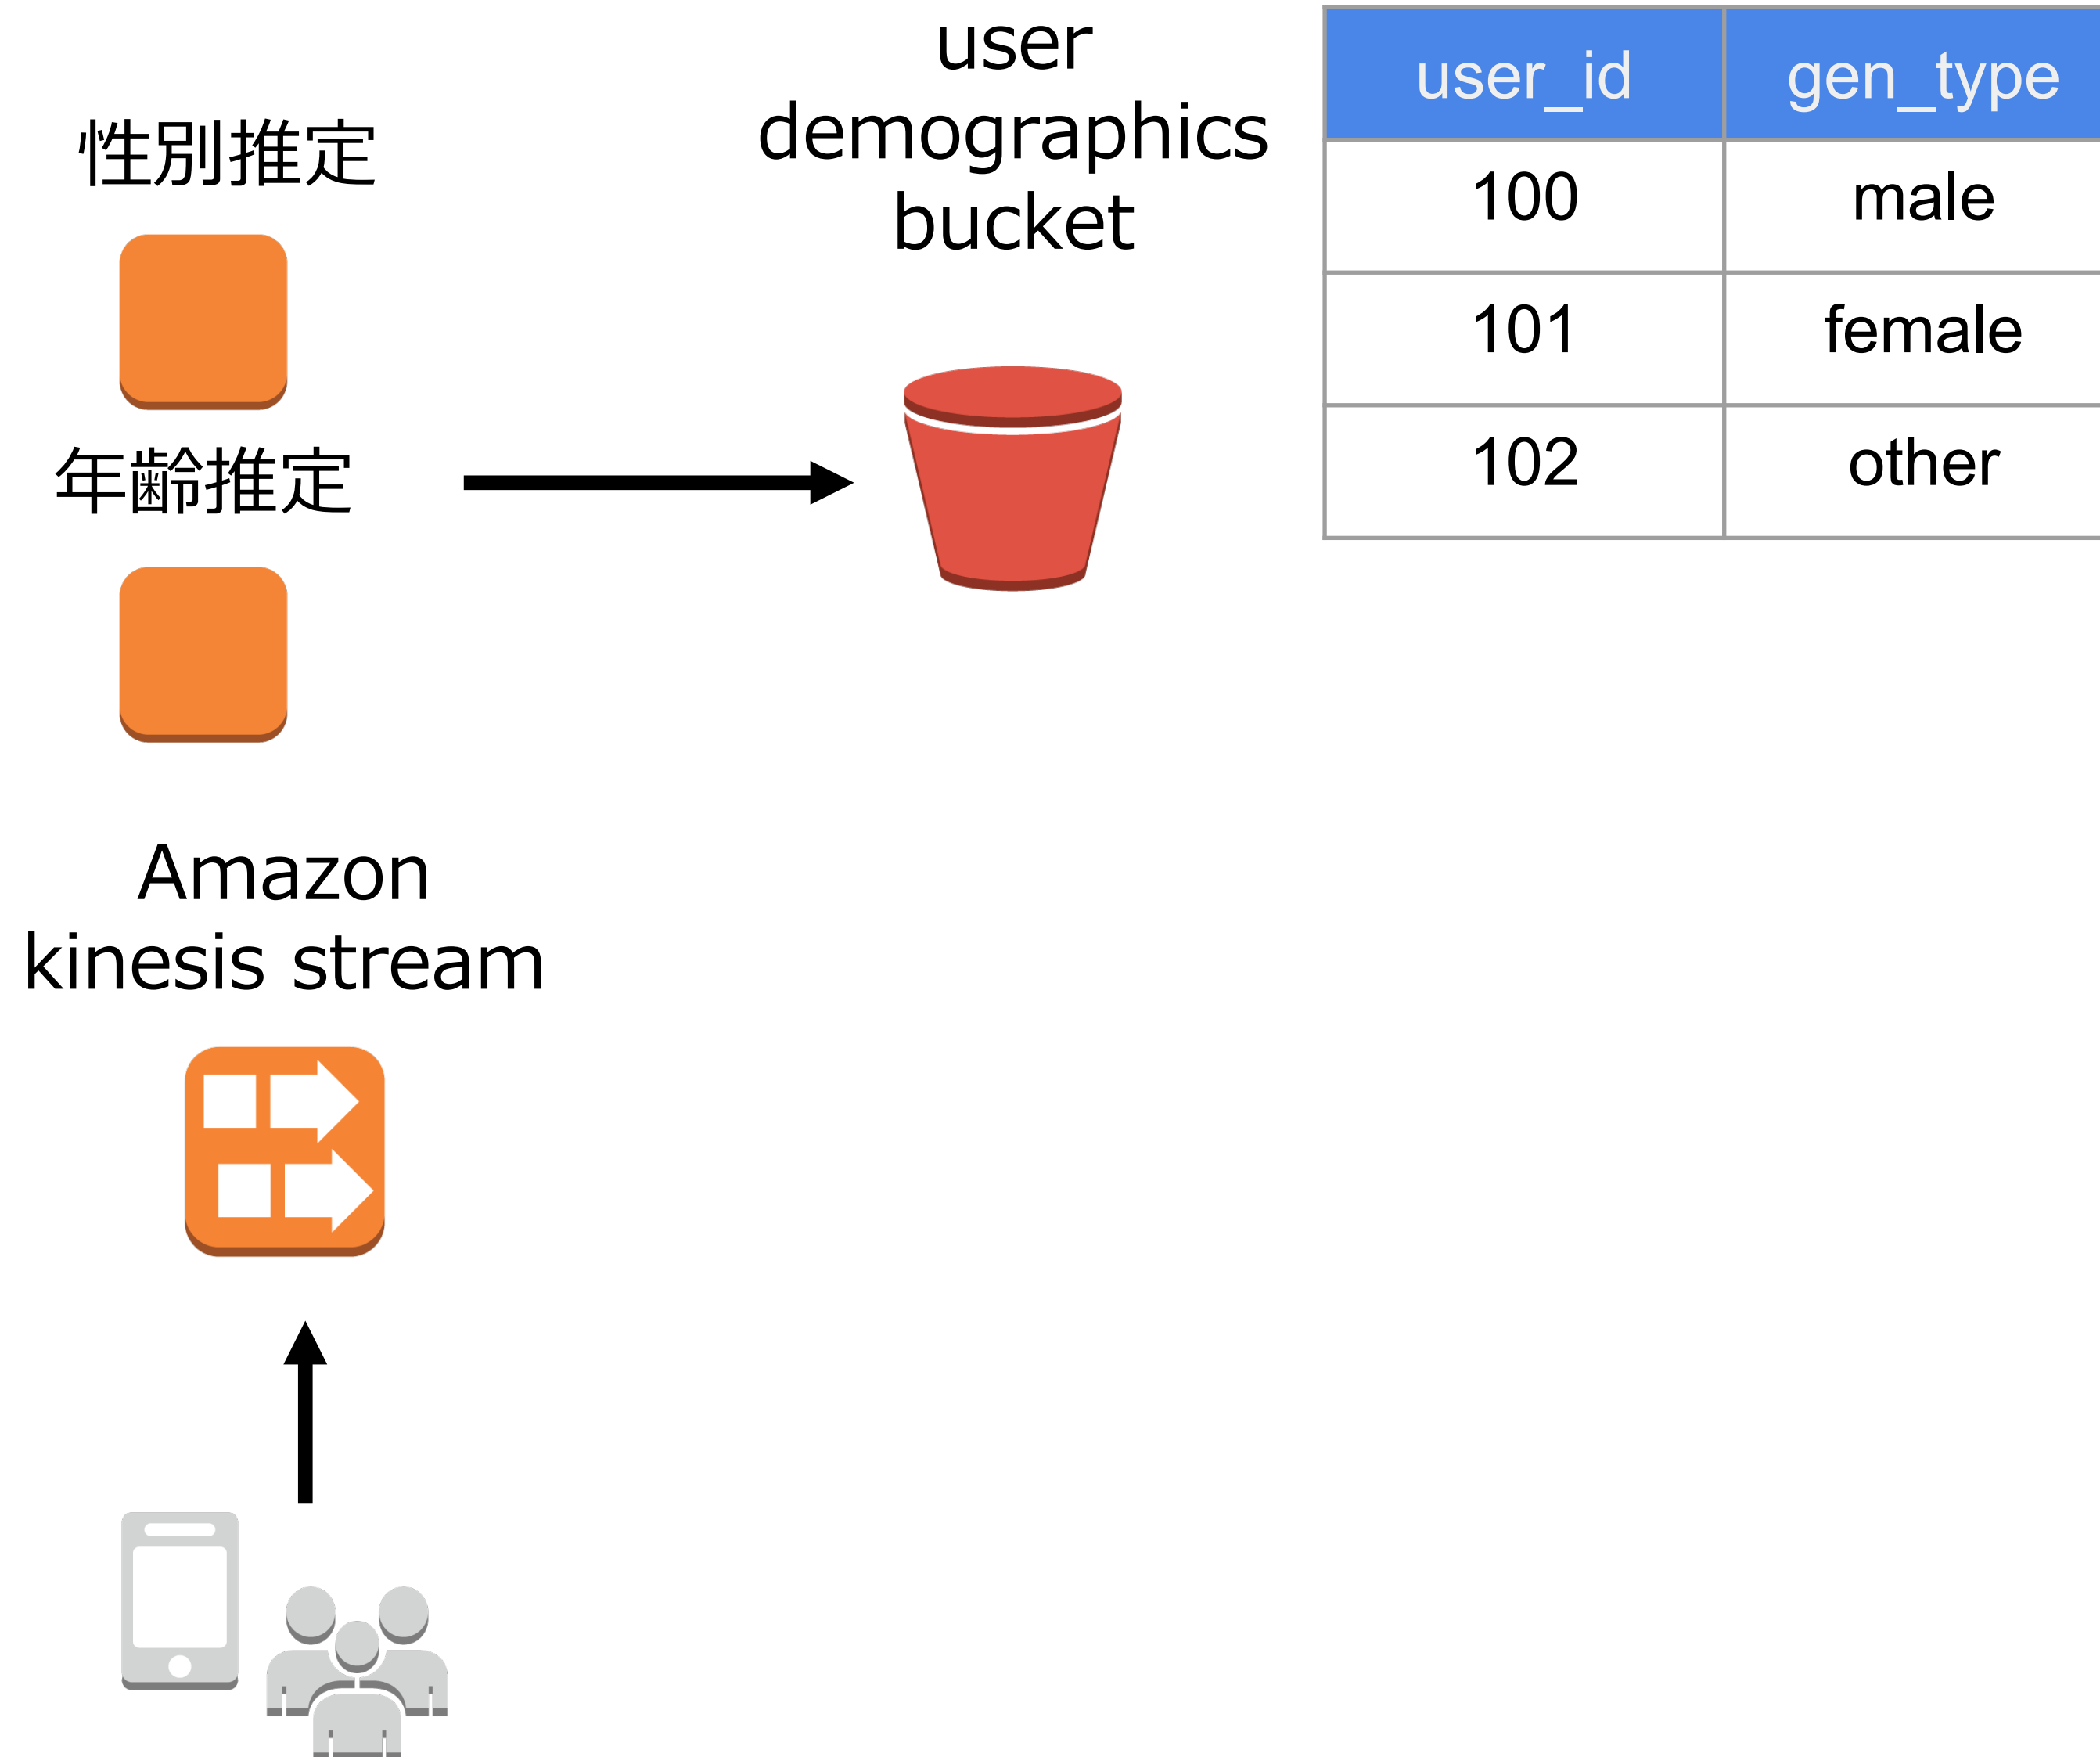 性別推定
年齢推定
user
demographics
bucket
user_id gen_type
100 male
101 female
102 other
Amazon
kinesis stream